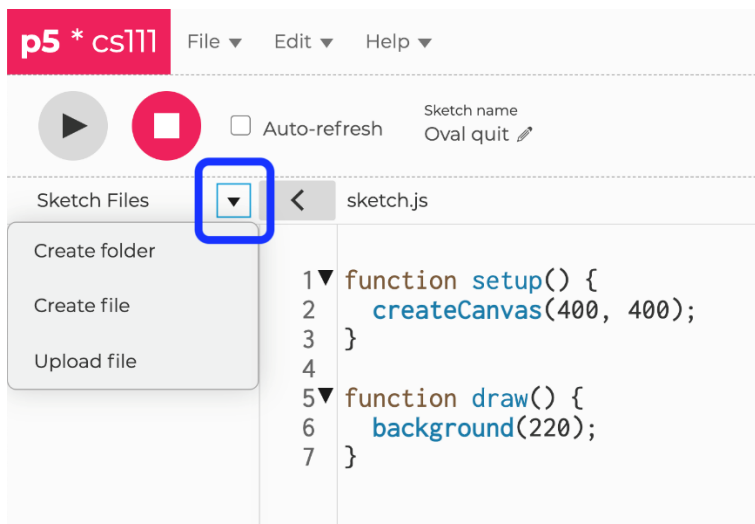 p5 * cs111 File ▼ Edit ▼ Help ▼
Auto-refresh
Sketch name
Oval quit
Sketch Files ▼ < sketch.js
Create folder
Create file
Upload file
1▼ function setup() {
2   createCanvas(400, 400);
3 }
4
5▼ function draw() {
6   background(220);
7 }